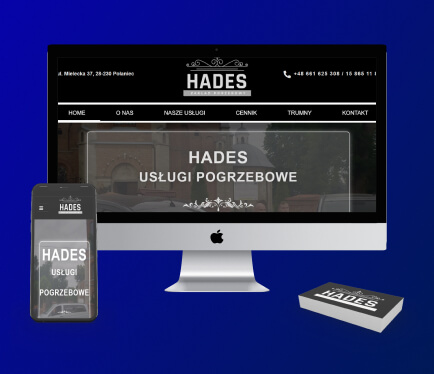 HADES
ul. Mielecka 37, 28-230 Połaniec
+48 661 625 308 / 15 865 11
HOME O NAS NASZE USŁUGI CENNIK TRUMNY KONTAKT
HADES
USŁUGI POGRZEBOWE
HADES
HADES
USŁUGI
POGRZEBOWE
HADES